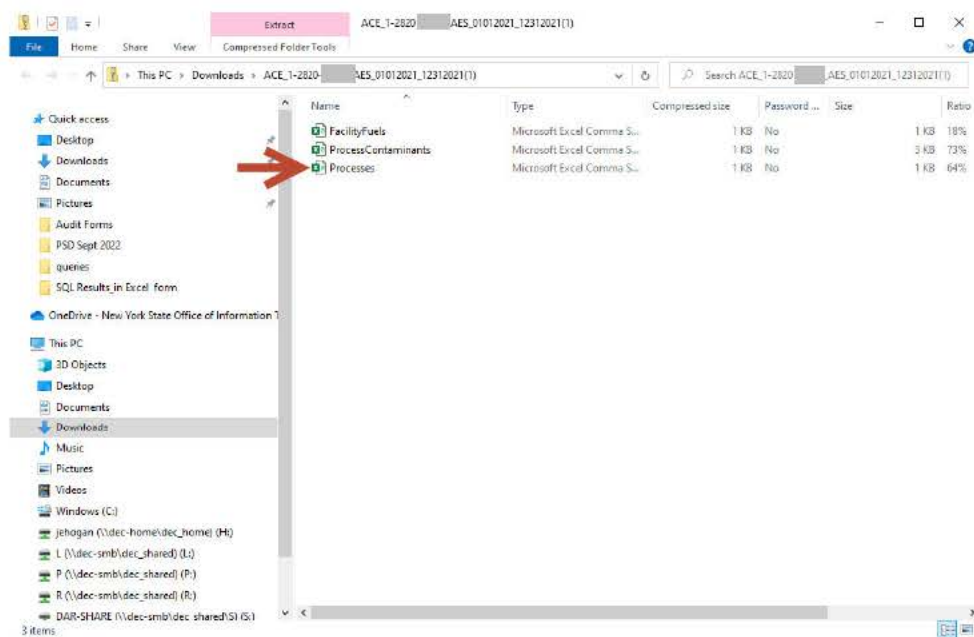 Extract
ACE_1-2820 AES_01012021_12312021(1)
File Home Share View Compressed Folder Tools
This PC > Downloads > ACE_1-2820- AES_01012021_12312021(1)
Search ACE_1-2820 _AES_01012021_12312021(1)
Name Type Compressed size Password ... Size Ratio
FacilityFuels Microsoft Excel Comma S... 1 KB No 1 KB 18%
ProcessContaminants Microsoft Excel Comma S... 1 KB No 3 KB 73%
Processes Microsoft Excel Comma S... 1 KB No 1 KB 64%
Quick access
Desktop
Downloads
Documents
Pictures
Audit Forms
PSD Sept 2022
queries
SQL Results_in Excel form
OneDrive - New York State Office of Information T
This PC
3D Objects
Desktop
Documents
Downloads
Music
Pictures
Videos
Windows (C:)
jehogan (\\dec-home\dec_home) (H:)
L (\\dec-smb\dec_shared) (L:)
P (\\dec-smb\dec_shared) (P:)
R (\\dec-smb\dec_shared) (R:)
DAR-SHARE (\\dec-smb\dec_shared\S) (S:)
3 items